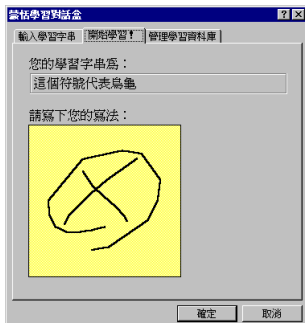 蒙恬學習對話盒
輸入學習字串 開始學習! 管理學習資料庫
您的學習字串為:
這個符號代表烏龜
請寫下您的寫法:
確定 取消